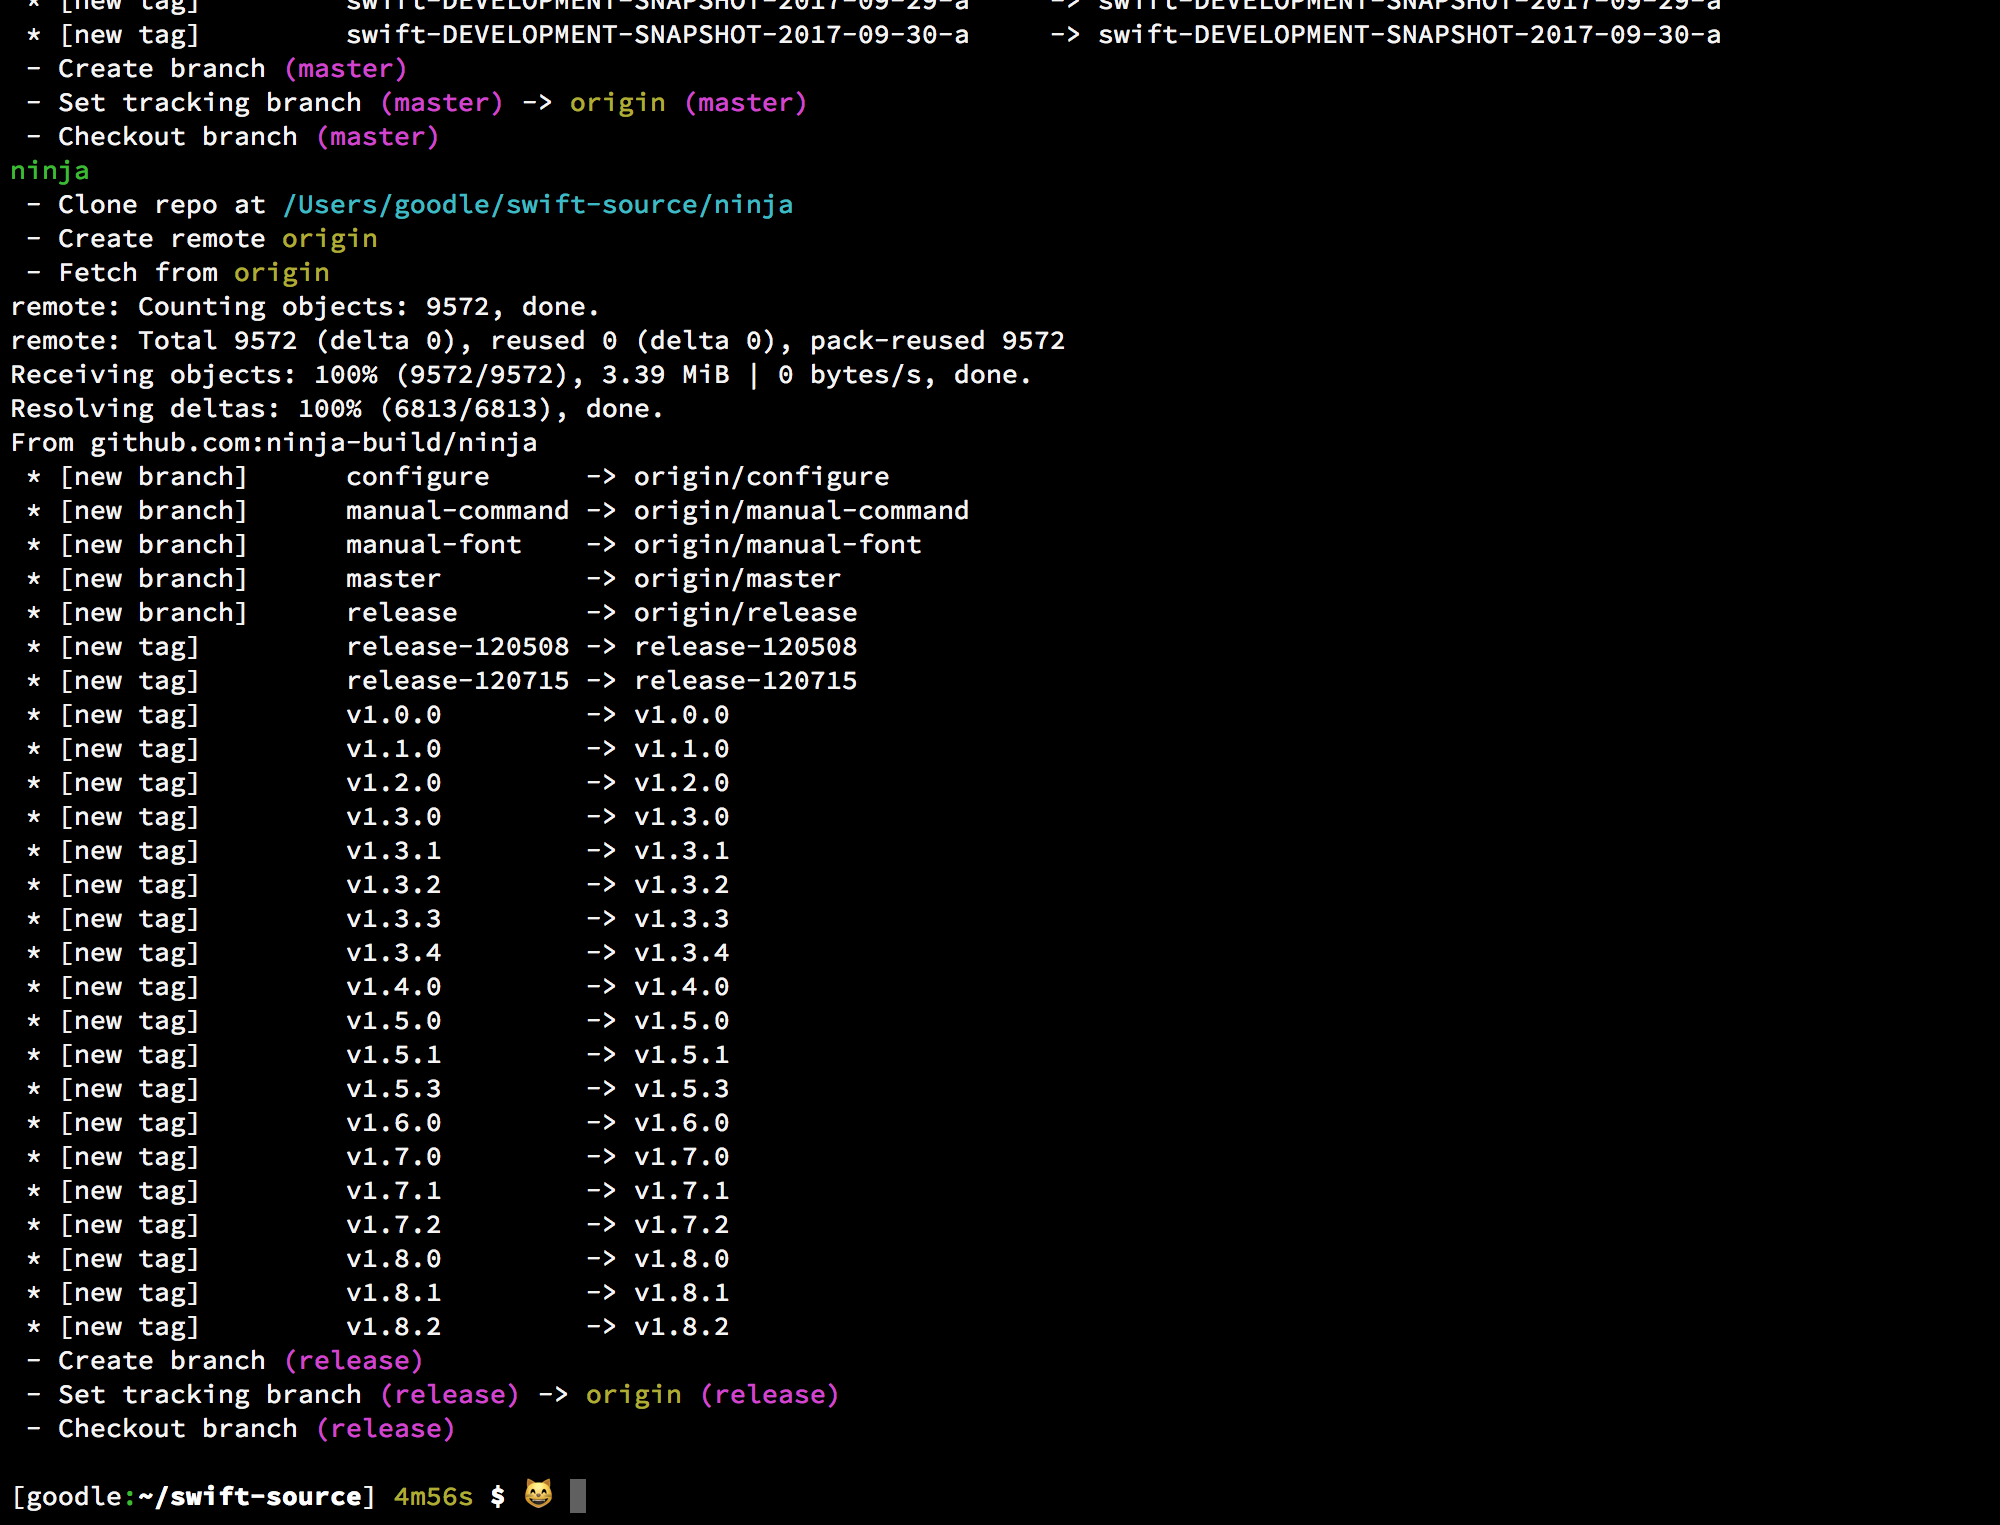 * [new tag]         swift-DEVELOPMENT-SNAPSHOT-2017-09-29-a     -> swift-DEVELOPMENT-SNAPSHOT-2017-09-29-a
* [new tag]         swift-DEVELOPMENT-SNAPSHOT-2017-09-30-a     -> swift-DEVELOPMENT-SNAPSHOT-2017-09-30-a
- Create branch (master)
- Set tracking branch (master) -> origin (master)
- Checkout branch (master)
ninja
- Clone repo at /Users/goodle/swift-source/ninja
- Create remote origin
- Fetch from origin
remote: Counting objects: 9572, done.
remote: Total 9572 (delta 0), reused 0 (delta 0), pack-reused 9572
Receiving objects: 100% (9572/9572), 3.39 MiB | 0 bytes/s, done.
Resolving deltas: 100% (6813/6813), done.
From github.com:ninja-build/ninja
* [new branch]      configure      -> origin/configure
* [new branch]      manual-command -> origin/manual-command
* [new branch]      manual-font    -> origin/manual-font
* [new branch]      master         -> origin/master
* [new branch]      release        -> origin/release
* [new tag]         release-120508 -> release-120508
* [new tag]         release-120715 -> release-120715
* [new tag]         v1.0.0         -> v1.0.0
* [new tag]         v1.1.0         -> v1.1.0
* [new tag]         v1.2.0         -> v1.2.0
* [new tag]         v1.3.0         -> v1.3.0
* [new tag]         v1.3.1         -> v1.3.1
* [new tag]         v1.3.2         -> v1.3.2
* [new tag]         v1.3.3         -> v1.3.3
* [new tag]         v1.3.4         -> v1.3.4
* [new tag]         v1.4.0         -> v1.4.0
* [new tag]         v1.5.0         -> v1.5.0
* [new tag]         v1.5.1         -> v1.5.1
* [new tag]         v1.5.3         -> v1.5.3
* [new tag]         v1.6.0         -> v1.6.0
* [new tag]         v1.7.0         -> v1.7.0
* [new tag]         v1.7.1         -> v1.7.1
* [new tag]         v1.7.2         -> v1.7.2
* [new tag]         v1.8.0         -> v1.8.0
* [new tag]         v1.8.1         -> v1.8.1
* [new tag]         v1.8.2         -> v1.8.2
- Create branch (release)
- Set tracking branch (release) -> origin (release)
- Checkout branch (release)
[goodle:~/swift-source] 4m56s $ 😸